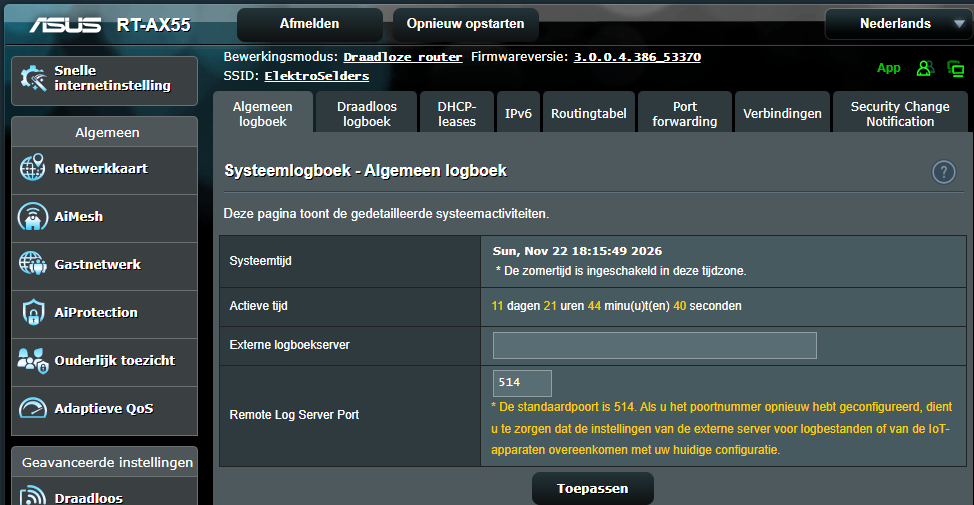 ASUS RT-AX55
Afmelden
Opnieuw opstarten
Nederlands
Bewerkingsmodus: Draadloze router Firmwareversie: 3.0.0.4.386_53370
SSID: ElektroSelders
App
Snelle
internetinstelling
Algemeen
Netwerkkaart
AiMesh
Gastnetwerk
AiProtection
Ouderlijk toezicht
Adaptieve QoS
Geavanceerde instellingen
Draadloos
Algemeen
logboek
Draadloos
logboek
DHCP-
leases
IPv6
Routingtabel
Port
forwarding
Verbindingen
Security Change
Notification
Systeemlogboek - Algemeen logboek
?
Deze pagina toont de gedetailleerde systeemactiviteiten.
Systeemtijd
Sun, Nov 22 18:15:49 2026
* De zomertijd is ingeschakeld in deze tijdzone.
Actieve tijd
11 dagen 21 uren 44 minu(u)t(en) 40 seconden
Externe logboekserver
Remote Log Server Port
514
* De standaardpoort is 514. Als u het poortnummer opnieuw hebt geconfigureerd, dient
u te zorgen dat de instellingen van de externe server voor logbestanden of van de IoT-
apparaten overeenkomen met uw huidige configuratie.
Toepassen